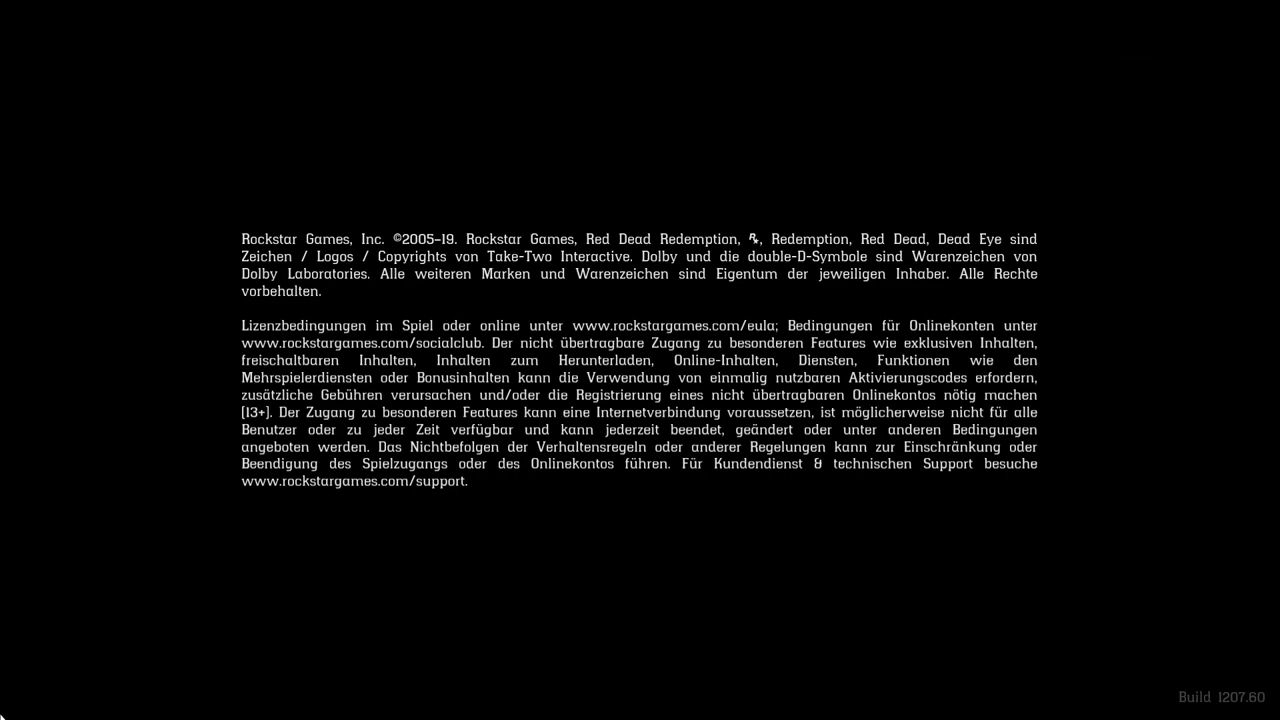 Rockstar Games, Inc. ©2005-19. Rockstar Games, Red Dead Redemption, , Redemption, Red Dead, Dead Eye sind
Zeichen / Logos / Copyrights von Take-Two Interactive. Dolby und die double-D-Symbole sind Warenzeichen von
Dolby Laboratories. Alle weiteren Marken und Warenzeichen sind Eigentum der jeweiligen Inhaber. Alle Rechte
vorbehalten.
Lizenzbedingungen im Spiel oder online unter www.rockstargames.com/eula; Bedingungen für Onlinekonten unter
www.rockstargames.com/socialclub. Der nicht übertragbare Zugang zu besonderen Features wie exklusiven Inhalten,
freischaltbaren Inhalten, Inhalten zum Herunterladen, Online-Inhalten, Diensten, Funktionen wie den
Mehrspielerdiensten oder Bonusinhalten kann die Verwendung von einmalig nutzbaren Aktivierungscodes erfordern,
zusätzliche Gebühren verursachen und/oder die Registrierung eines nicht übertragbaren Onlinekontos nötig machen
(13+). Der Zugang zu besonderen Features kann eine Internetverbindung voraussetzen, ist möglicherweise nicht für alle
Benutzer oder zu jeder Zeit verfügbar und kann jederzeit beendet, geändert oder unter anderen Bedingungen
angeboten werden. Das Nichtbefolgen der Verhaltensregeln oder anderer Regelungen kann zur Einschränkung oder
Beendigung des Spielzugangs oder des Onlinekontos führen. Für Kundendienst & technischen Support besuche
www.rockstargames.com/support.
Build 1207.60